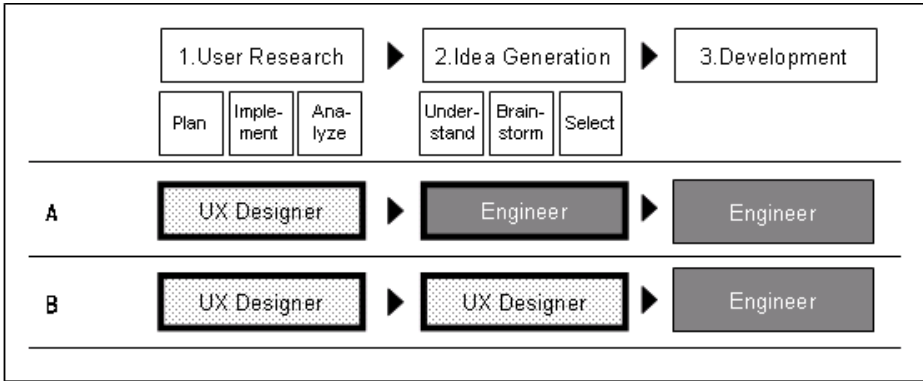 1.User Research
2.Idea Generation
3.Development
Plan
Imple-
ment
Ana-
lyze
Under-
stand
Brain-
storm
Select
A
UX Designer
Engineer
Engineer
B
UX Designer
UX Designer
Engineer